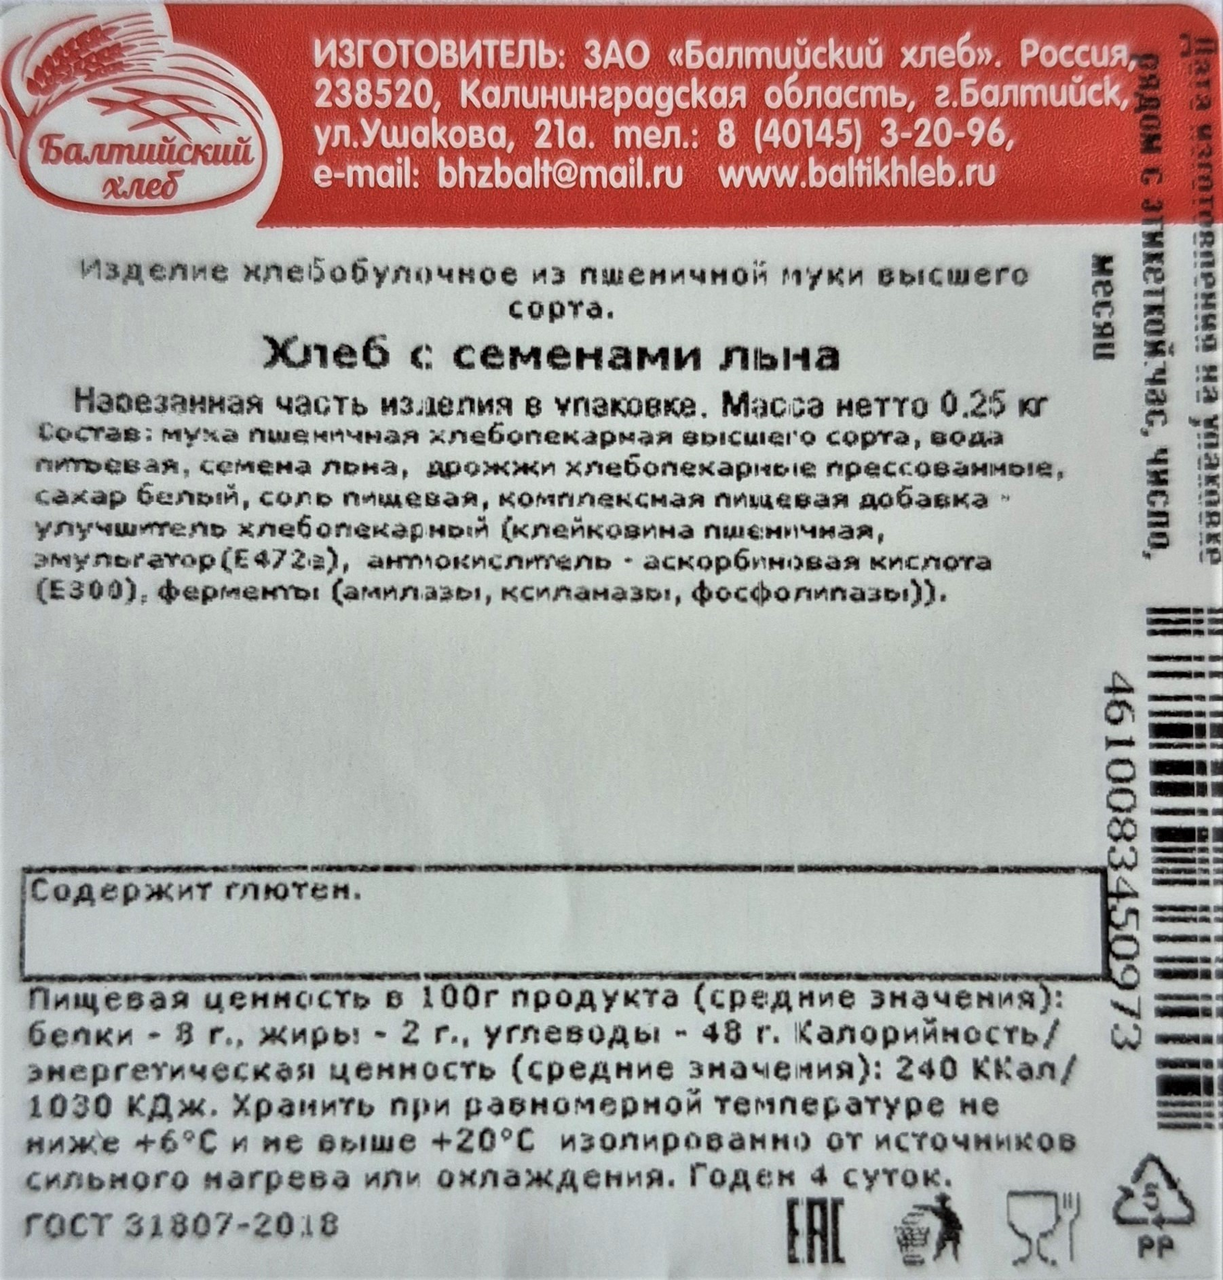 Балтийский
хлеб
ИЗГОТОВИТЕЛЬ: ЗАО «Балтийский хлеб». Россия,
238520, Калининградская область, г.Балтийск,
ул.Ушакова, 21а. тел.: 8 (40145) 3-20-96,
e-mail: bhzbalt@mail.ru www.baltikhleb.ru
Изделие хлебобулочное из пшеничной муки высшего
сорта.
Хлеб с семенами льна
Нарезанная часть изделия в упаковке. Масса нетто 0.25 кг
Состав: мука пшеничная хлебопекарная высшего сорта, вода
питьевая, семена льна, дрожжи хлебопекарные прессованные,
сахар белый, соль пищевая, комплексная пищевая добавка -
улучшитель хлебопекарный (клейковина пшеничная,
эмульгатор(Е472е), антиокислитель - аскорбиновая кислота
(Е300), ферменты (амилазы, ксиланазы, фосфолипазы)).
Содержит глютен.
Пищевая ценность в 100г продукта (средние значения):
белки - 8 г., жиры - 2 г., углеводы - 48 г. Калорийность/
энергетическая ценность (средние значения): 240 ККал/
1030 КДж. Хранить при равномерной температуре не
ниже +6°С и не выше +20°С изолированно от источников
сильного нагрева или охлаждения. Годен 4 суток.
ГОСТ 31807-2018
EAC
5
PP
Дата изготовления на упаковке
рядом с этикеткой:час, число,
месяц
4610083450973